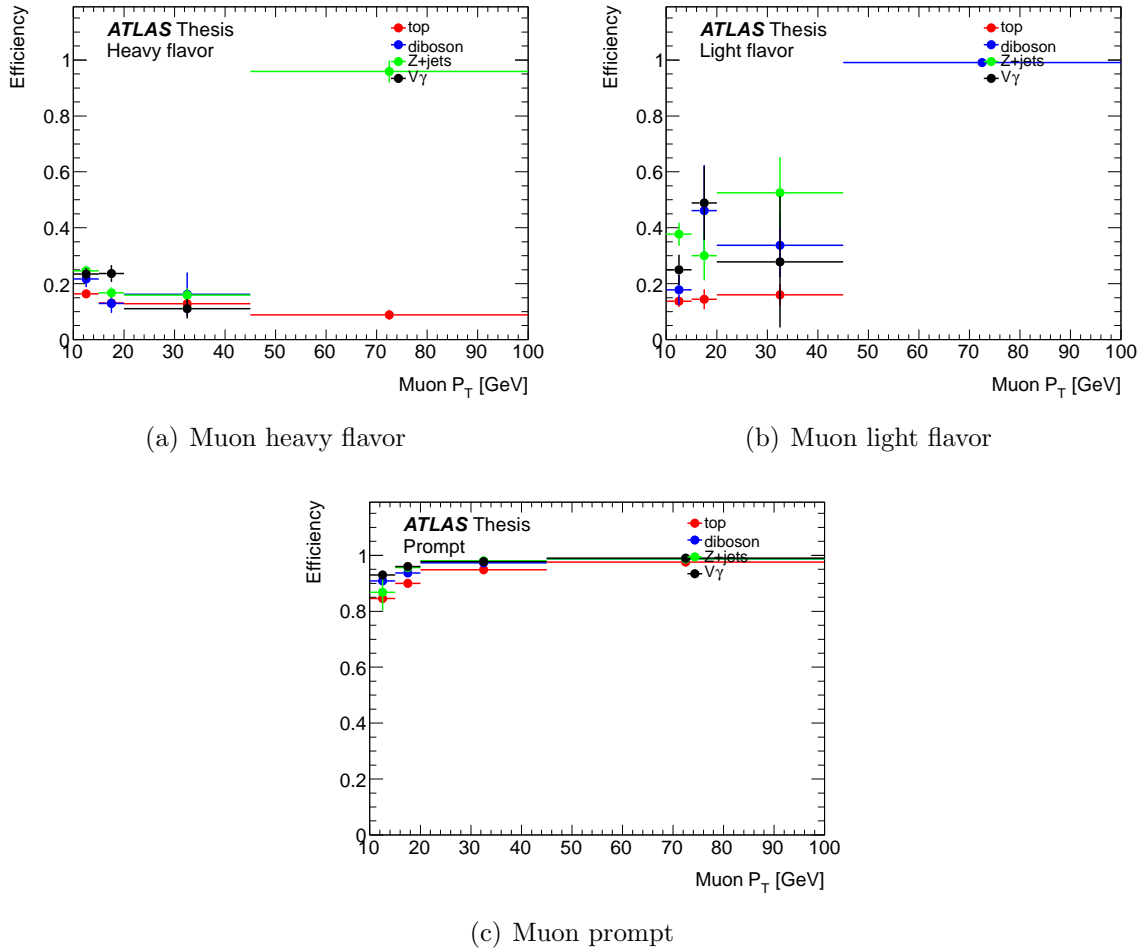 ATLAS Thesis
Heavy flavor
top
diboson
Z+jets
Vγ
Efficiency
1
0.8
0.6
0.4
0.2
0
10 20 30 40 50 60 70 80 90 100
Muon P_T [GeV]
(a) Muon heavy flavor
ATLAS Thesis
Light flavor
top
diboson
Z+jets
Vγ
Efficiency
1
0.8
0.6
0.4
0.2
0
10 20 30 40 50 60 70 80 90 100
Muon P_T [GeV]
(b) Muon light flavor
ATLAS Thesis
Prompt
top
diboson
Z+jets
Vγ
Efficiency
1
0.8
0.6
0.4
0.2
0
10 20 30 40 50 60 70 80 90 100
Muon P_T [GeV]
(c) Muon prompt